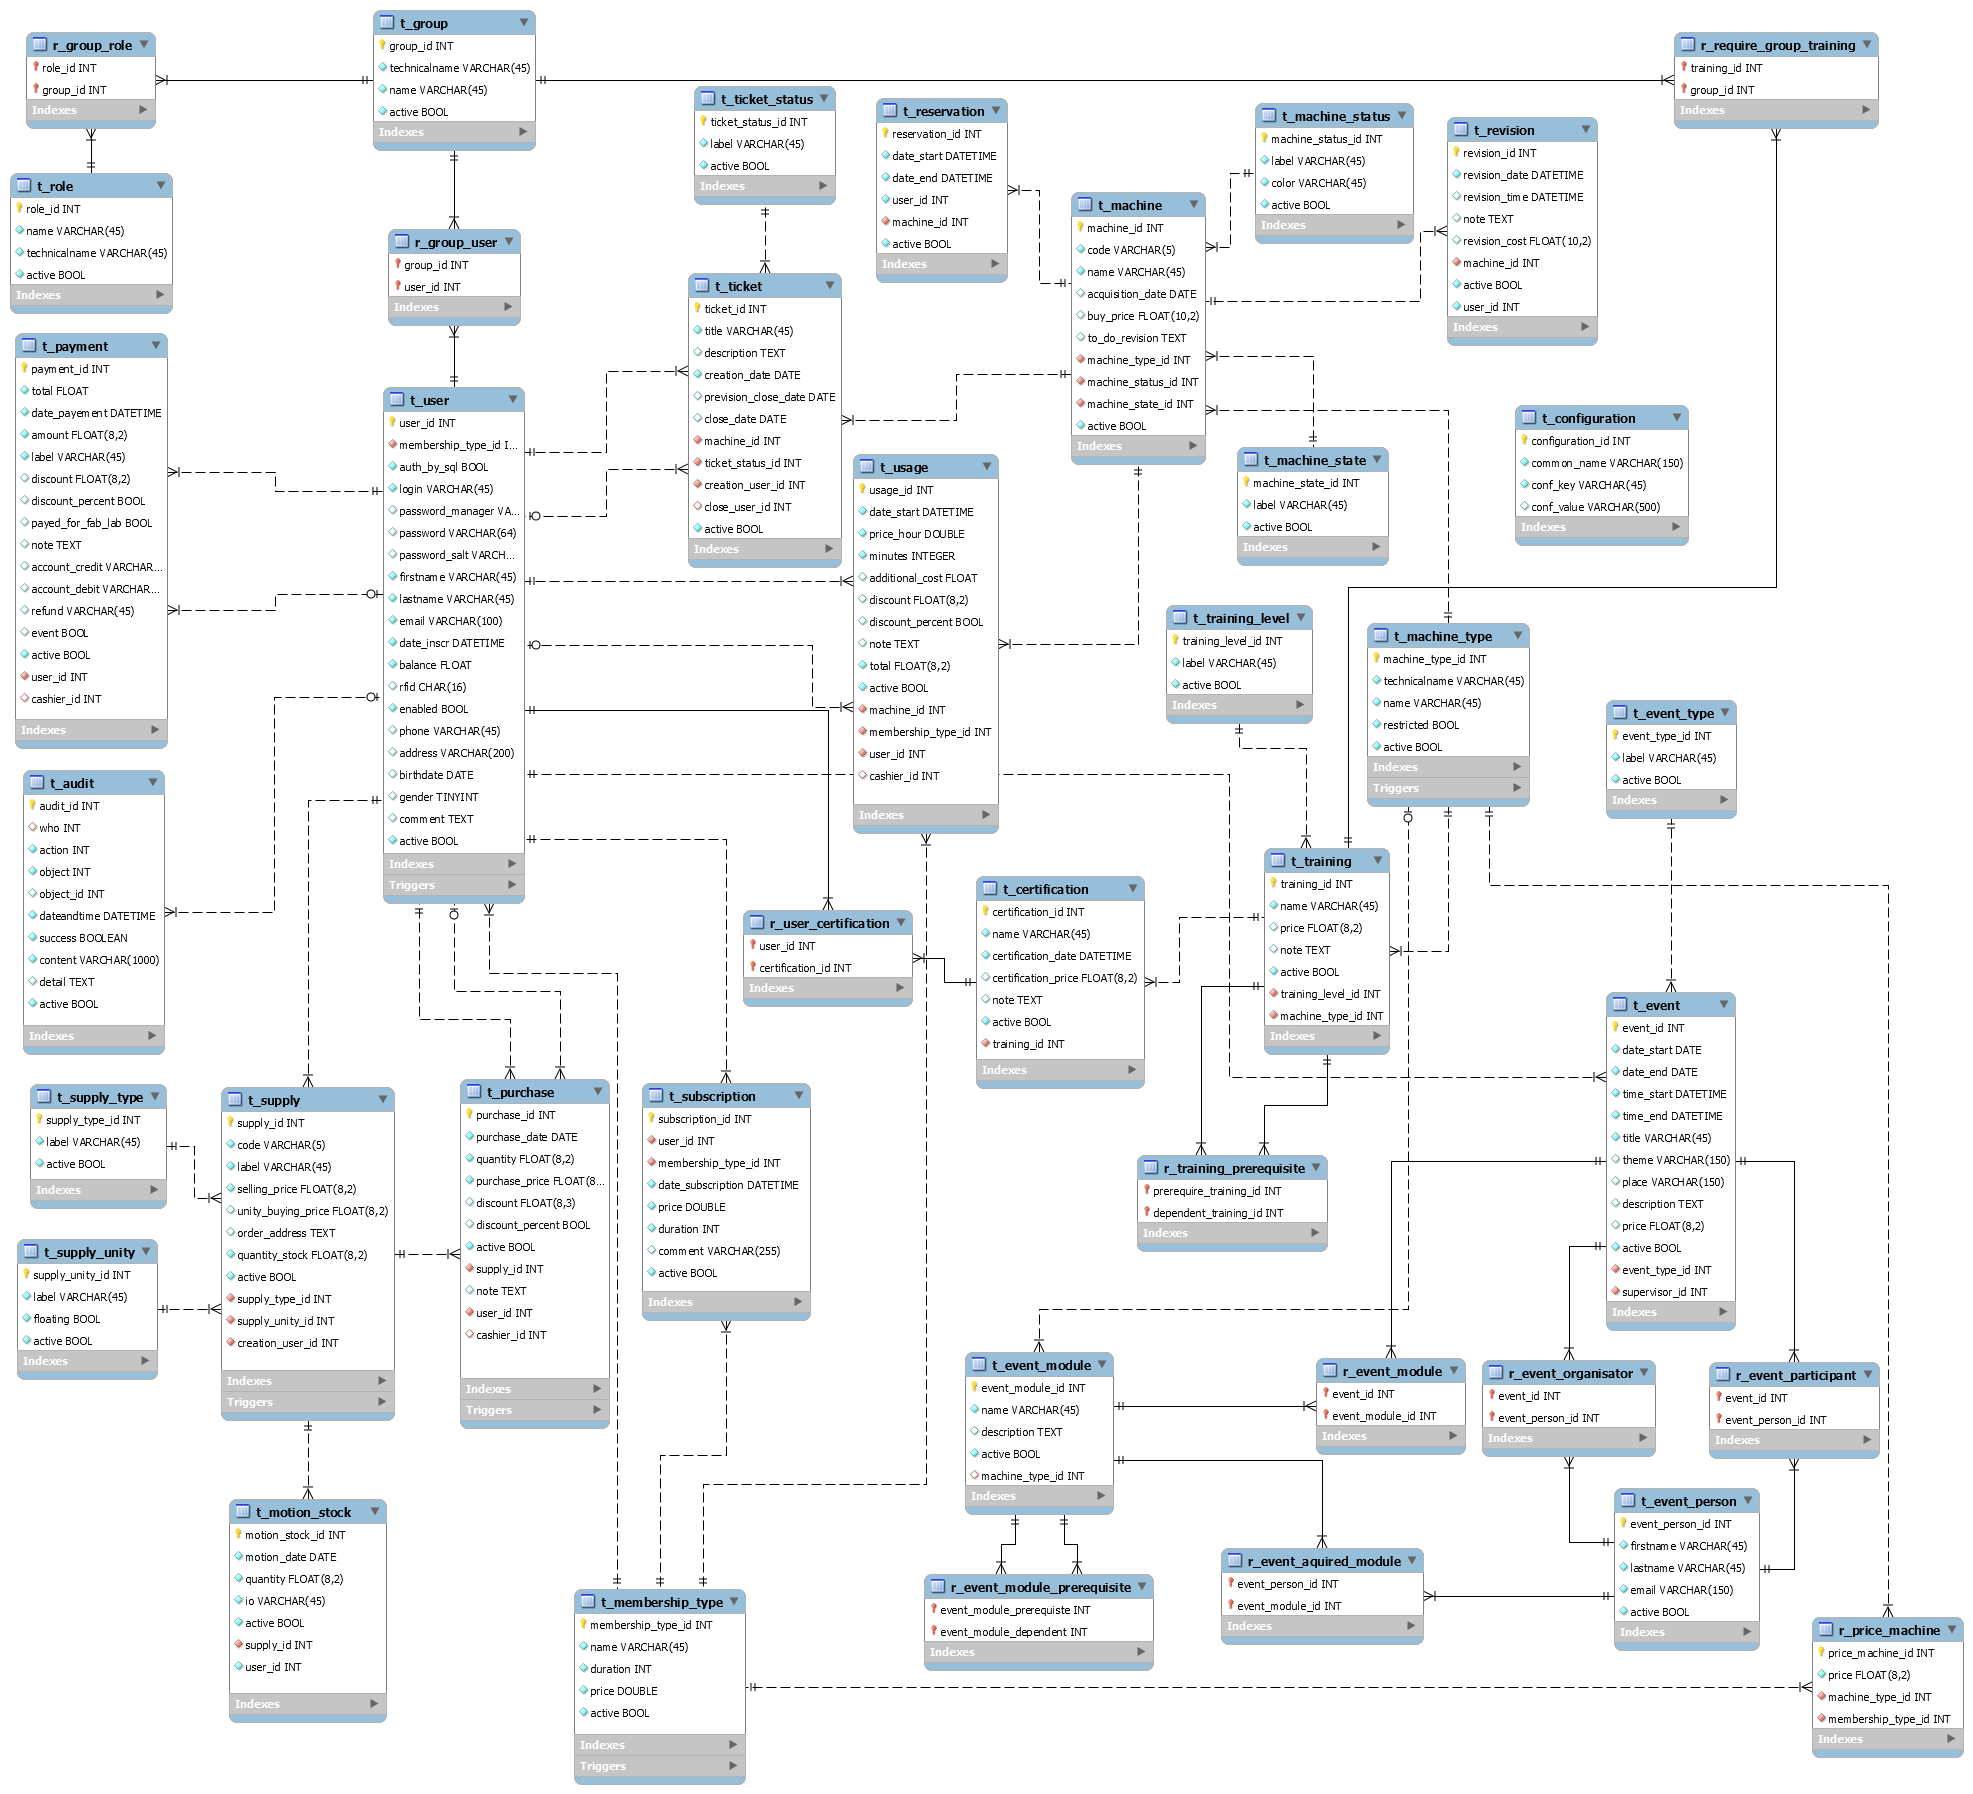 t_group
group_id INT
technicalname VARCHAR(45)
name VARCHAR(45)
active BOOL
Indexes
r_group_role
role_id INT
group_id INT
Indexes
r_require_group_training
training_id INT
group_id INT
Indexes
t_ticket_status
ticket_status_id INT
label VARCHAR(45)
active BOOL
Indexes
t_reservation
reservation_id INT
date_start DATETIME
date_end DATETIME
user_id INT
machine_id INT
active BOOL
Indexes
t_machine_status
machine_status_id INT
label VARCHAR(45)
color VARCHAR(45)
active BOOL
Indexes
t_revision
revision_id INT
revision_date DATETIME
revision_time DATETIME
note TEXT
revision_cost FLOAT(10,2)
machine_id INT
active BOOL
user_id INT
Indexes
t_role
role_id INT
name VARCHAR(45)
technicalname VARCHAR(45)
active BOOL
Indexes
r_group_user
group_id INT
user_id INT
Indexes
t_machine
machine_id INT
code VARCHAR(5)
name VARCHAR(45)
acquisition_date DATE
buy_price FLOAT(10,2)
to_do_revision TEXT
machine_type_id INT
machine_status_id INT
machine_state_id INT
active BOOL
Indexes
t_ticket
ticket_id INT
title VARCHAR(45)
description TEXT
creation_date DATE
prevision_close_date DATE
close_date DATE
machine_id INT
ticket_status_id INT
creation_user_id INT
close_user_id INT
active BOOL
Indexes
t_payment
payment_id INT
total FLOAT
date_payement DATETIME
amount FLOAT(8,2)
label VARCHAR(45)
discount FLOAT(8,2)
discount_percent BOOL
payed_for_fab_lab BOOL
note TEXT
account_credit VARCHAR...
account_debit VARCHAR...
refund VARCHAR(45)
event BOOL
active BOOL
user_id INT
cashier_id INT
Indexes
t_user
user_id INT
membership_type_id I...
auth_by_sql BOOL
login VARCHAR(45)
password_manager VA...
password VARCHAR(64)
password_salt VARCH...
firstname VARCHAR(45)
lastname VARCHAR(45)
email VARCHAR(100)
date_inscr DATETIME
balance FLOAT
rfid CHAR(16)
enabled BOOL
phone VARCHAR(45)
address VARCHAR(200)
birthdate DATE
gender TINYINT
comment TEXT
active BOOL
Indexes
Triggers
t_configuration
configuration_id INT
common_name VARCHAR(150)
conf_key VARCHAR(45)
conf_value VARCHAR(500)
Indexes
t_machine_state
machine_state_id INT
label VARCHAR(45)
active BOOL
Indexes
t_usage
usage_id INT
date_start DATETIME
price_hour DOUBLE
minutes INTEGER
additional_cost FLOAT
discount FLOAT(8,2)
discount_percent BOOL
note TEXT
total FLOAT(8,2)
active BOOL
machine_id INT
membership_type_id INT
user_id INT
cashier_id INT
Indexes
t_training_level
training_level_id INT
label VARCHAR(45)
active BOOL
Indexes
t_machine_type
machine_type_id INT
technicalname VARCHAR(45)
name VARCHAR(45)
restricted BOOL
active BOOL
Indexes
Triggers
t_event_type
event_type_id INT
label VARCHAR(45)
active BOOL
Indexes
t_audit
audit_id INT
who INT
action INT
object INT
object_id INT
dateandtime DATETIME
success BOOLEAN
content VARCHAR(1000)
detail TEXT
active BOOL
Indexes
t_training
training_id INT
name VARCHAR(45)
price FLOAT(8,2)
note TEXT
active BOOL
training_level_id INT
machine_type_id INT
Indexes
t_certification
certification_id INT
name VARCHAR(45)
certification_date DATETIME
certification_price FLOAT(8,2)
note TEXT
active BOOL
training_id INT
Indexes
r_user_certification
user_id INT
certification_id INT
Indexes
t_event
event_id INT
date_start DATE
date_end DATE
time_start DATETIME
time_end DATETIME
title VARCHAR(45)
theme VARCHAR(150)
place VARCHAR(150)
description TEXT
price FLOAT(8,2)
active BOOL
event_type_id INT
supervisor_id INT
Indexes
t_supply_type
supply_type_id INT
label VARCHAR(45)
active BOOL
Indexes
t_supply
supply_id INT
code VARCHAR(5)
label VARCHAR(45)
selling_price FLOAT(8,2)
unity_buying_price FLOAT(8,2)
order_address TEXT
quantity_stock FLOAT(8,2)
active BOOL
supply_type_id INT
supply_unity_id INT
creation_user_id INT
Indexes
Triggers
t_purchase
purchase_id INT
purchase_date DATE
quantity FLOAT(8,2)
purchase_price FLOAT(8...
discount FLOAT(8,3)
discount_percent BOOL
active BOOL
supply_id INT
note TEXT
user_id INT
cashier_id INT
Indexes
Triggers
t_subscription
subscription_id INT
user_id INT
membership_type_id INT
date_subscription DATETIME
price DOUBLE
duration INT
comment VARCHAR(255)
active BOOL
Indexes
r_training_prerequisite
prerequire_training_id INT
dependent_training_id INT
Indexes
t_supply_unity
supply_unity_id INT
label VARCHAR(45)
floating BOOL
active BOOL
Indexes
t_event_module
event_module_id INT
name VARCHAR(45)
description TEXT
active BOOL
machine_type_id INT
Indexes
r_event_module
event_id INT
event_module_id INT
Indexes
r_event_organisator
event_id INT
event_person_id INT
Indexes
r_event_participant
event_id INT
event_person_id INT
Indexes
t_motion_stock
motion_stock_id INT
motion_date DATE
quantity FLOAT(8,2)
io VARCHAR(45)
active BOOL
supply_id INT
user_id INT
Indexes
t_event_person
event_person_id INT
firstname VARCHAR(45)
lastname VARCHAR(45)
email VARCHAR(150)
active BOOL
Indexes
r_event_aquired_module
event_person_id INT
event_module_id INT
Indexes
r_event_module_prerequisite
event_module_prerequiste INT
event_module_dependent INT
Indexes
t_membership_type
membership_type_id INT
name VARCHAR(45)
duration INT
price DOUBLE
active BOOL
Indexes
Triggers
r_price_machine
price_machine_id INT
price FLOAT(8,2)
machine_type_id INT
membership_type_id INT
Indexes